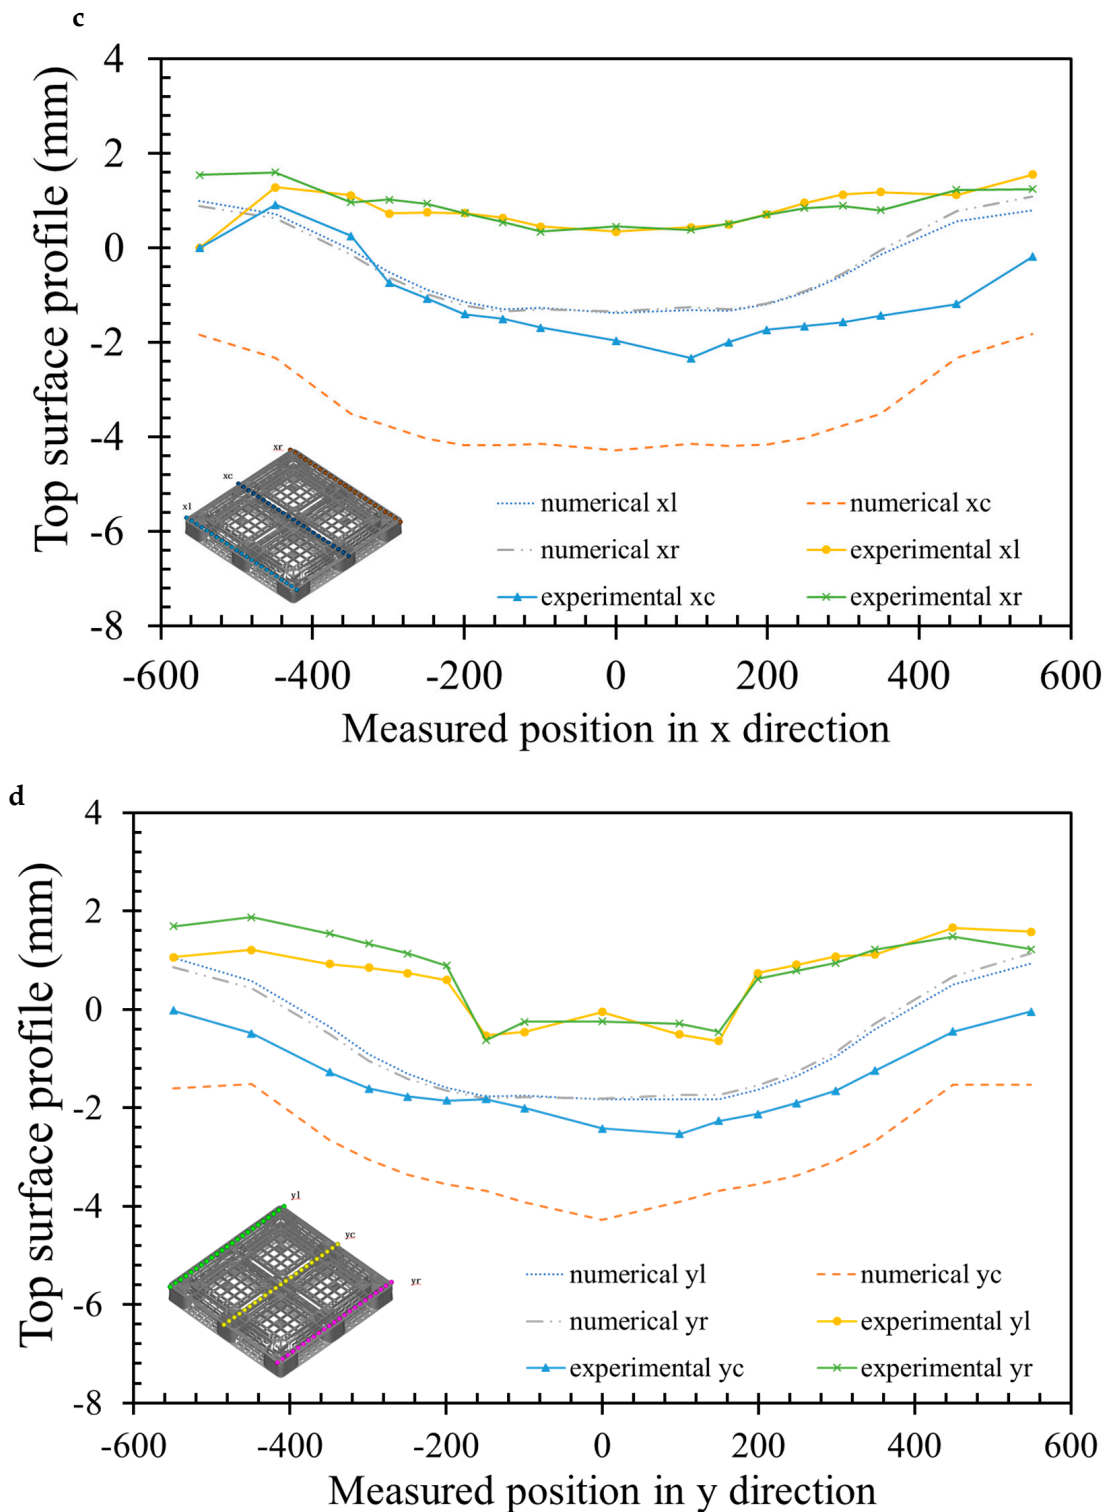 c
4
2
0
-2
-4
-6
-8
Top surface profile (mm)
xr
xc
xl
numerical xl
numerical xc
numerical xr
experimental xl
experimental xc
experimental xr
-600 -400 -200 0 200 400 600
Measured position in x direction
d
4
2
0
-2
-4
-6
-8
Top surface profile (mm)
yl
yc
yr
numerical yl
numerical yc
numerical yr
experimental yl
experimental yc
experimental yr
-600 -400 -200 0 200 400 600
Measured position in y direction